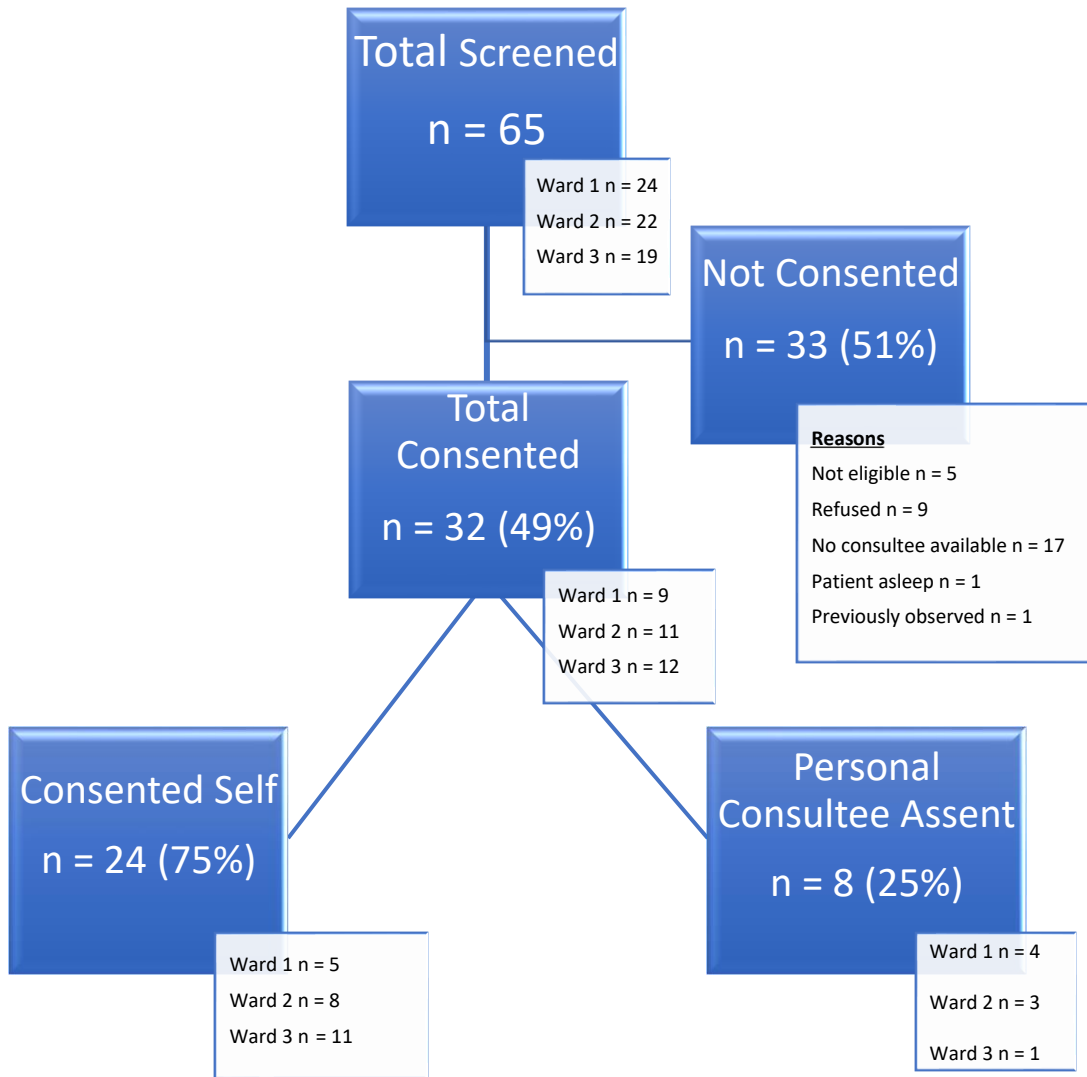 Total Screened
n = 65
Ward 1 n = 24
Ward 2 n = 22
Ward 3 n = 19
Not Consented
n = 33 (51%)
Reasons
Not eligible n = 5
Refused n = 9
No consultee available n = 17
Patient asleep n = 1
Previously observed n = 1
Total
Consented
n = 32 (49%)
Ward 1 n = 9
Ward 2 n = 11
Ward 3 n = 12
Consented Self
n = 24 (75%)
Ward 1 n = 5
Ward 2 n = 8
Ward 3 n = 11
Personal
Consultee Assent
n = 8 (25%)
Ward 1 n = 4
Ward 2 n = 3
Ward 3 n = 1